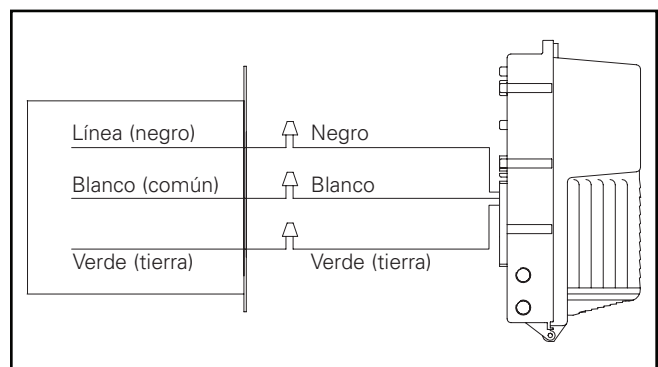 Línea (negro) Negro
Blanco (común) Blanco
Verde (tierra) Verde (tierra)